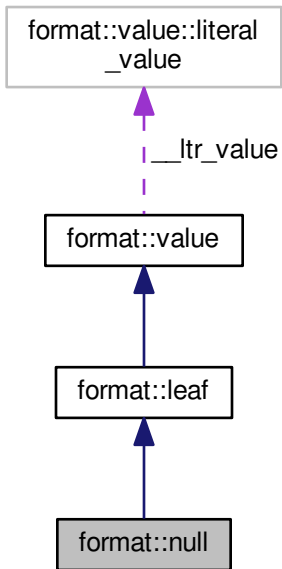 format::value::literal
_value
__ltr_value
format::value
format::leaf
format::null